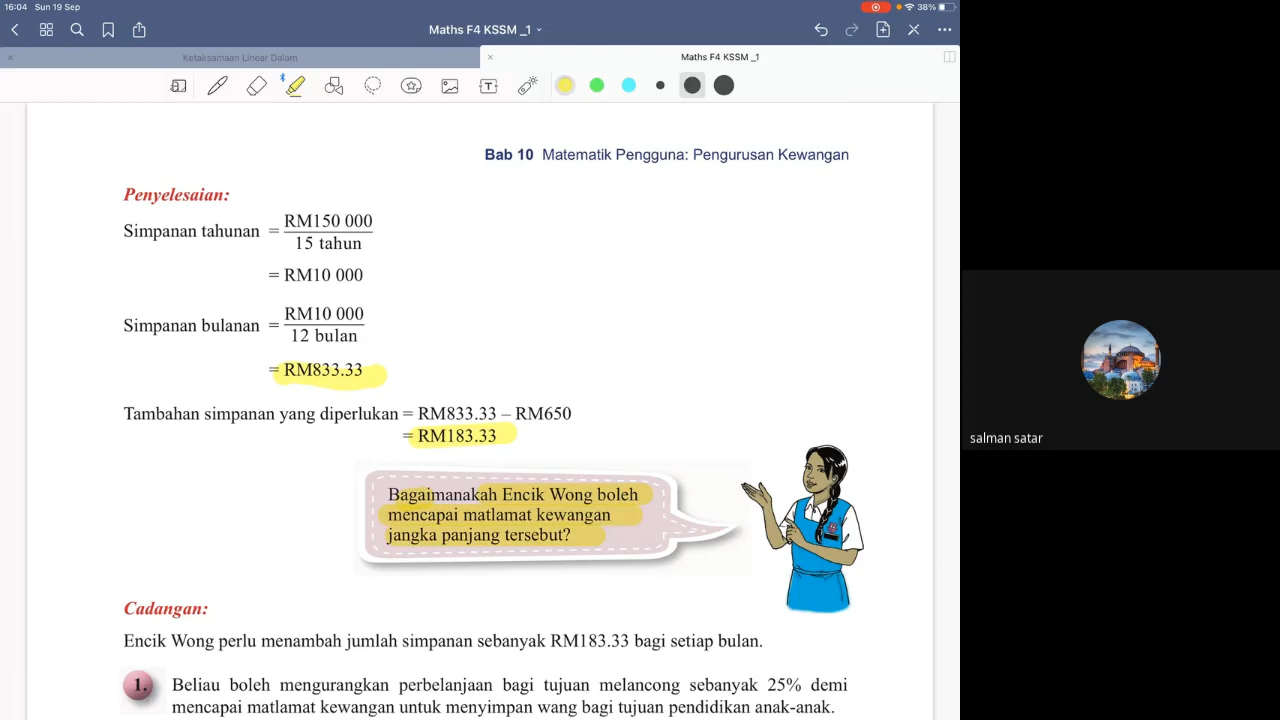 16:04 Sun 19 Sep
38%
Maths F4 KSSM _1
Ketaksamaan Linear Dalam
Maths F4 KSSM _1
Bab 10 Matematik Pengguna: Pengurusan Kewangan
Penyelesaian:
Simpanan tahunan = RM150 000
15 tahun
= RM10 000
Simpanan bulanan = RM10 000
12 bulan
= RM833.33
Tambahan simpanan yang diperlukan = RM833.33 – RM650
= RM183.33
Bagaimanakah Encik Wong boleh
mencapai matlamat kewangan
jangka panjang tersebut?
Cadangan:
Encik Wong perlu menambah jumlah simpanan sebanyak RM183.33 bagi setiap bulan.
1. Beliau boleh mengurangkan perbelanjaan bagi tujuan melancong sebanyak 25% demi
mencapai matlamat kewangan untuk menyimpan wang bagi tujuan pendidikan anak-anak.
salman satar